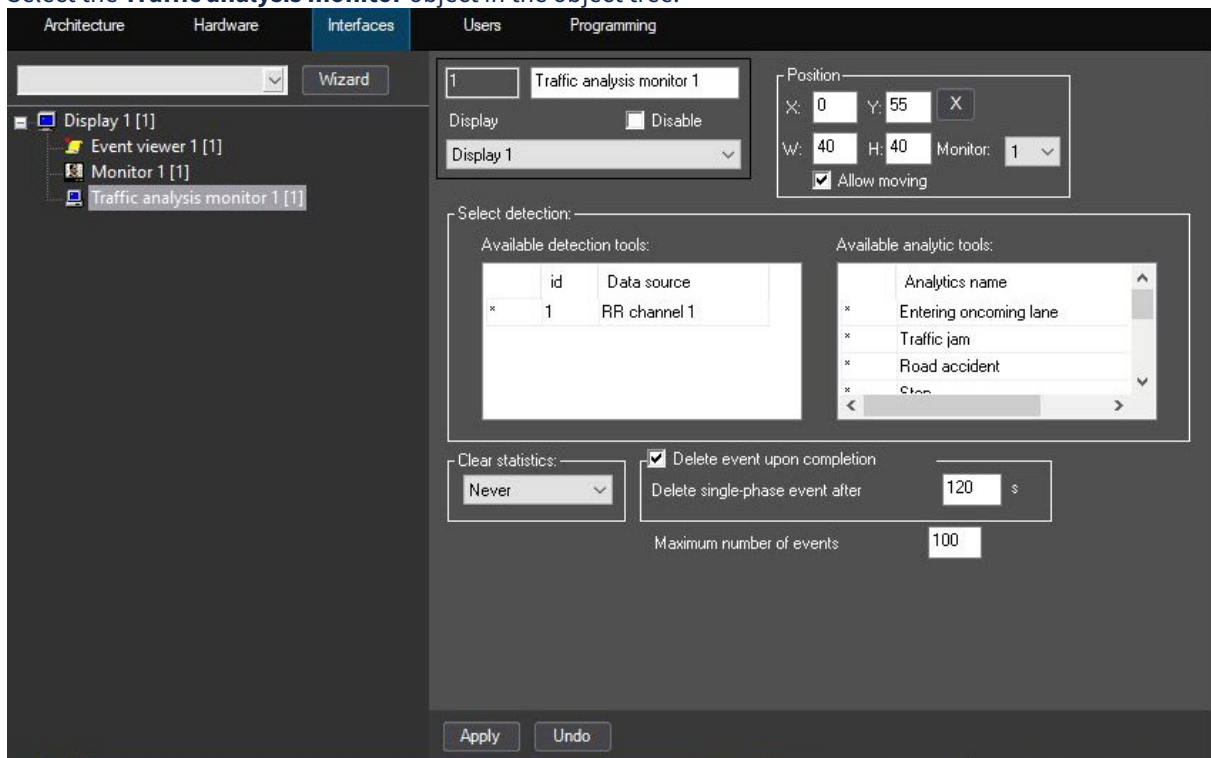 Select the Traffic analysis monitor object in the object tree.
Architecture Hardware Interfaces Users Programming
Wizard
Display 1 [1]
Event viewer 1 [1]
Monitor 1 [1]
Traffic analysis monitor 1 [1]
1 Traffic analysis monitor 1
Display Disable
Display 1
Position
X: 0 Y: 55 X
W: 40 H: 40 Monitor: 1
Allow moving
Select detection:
Available detection tools:
id Data source
* 1 RR channel 1
Available analytic tools:
Analytics name
* Entering oncoming lane
* Traffic jam
* Road accident
* Stop
Clear statistics:
Never
Delete event upon completion
Delete single-phase event after 120 s
Maximum number of events 100
Apply Undo